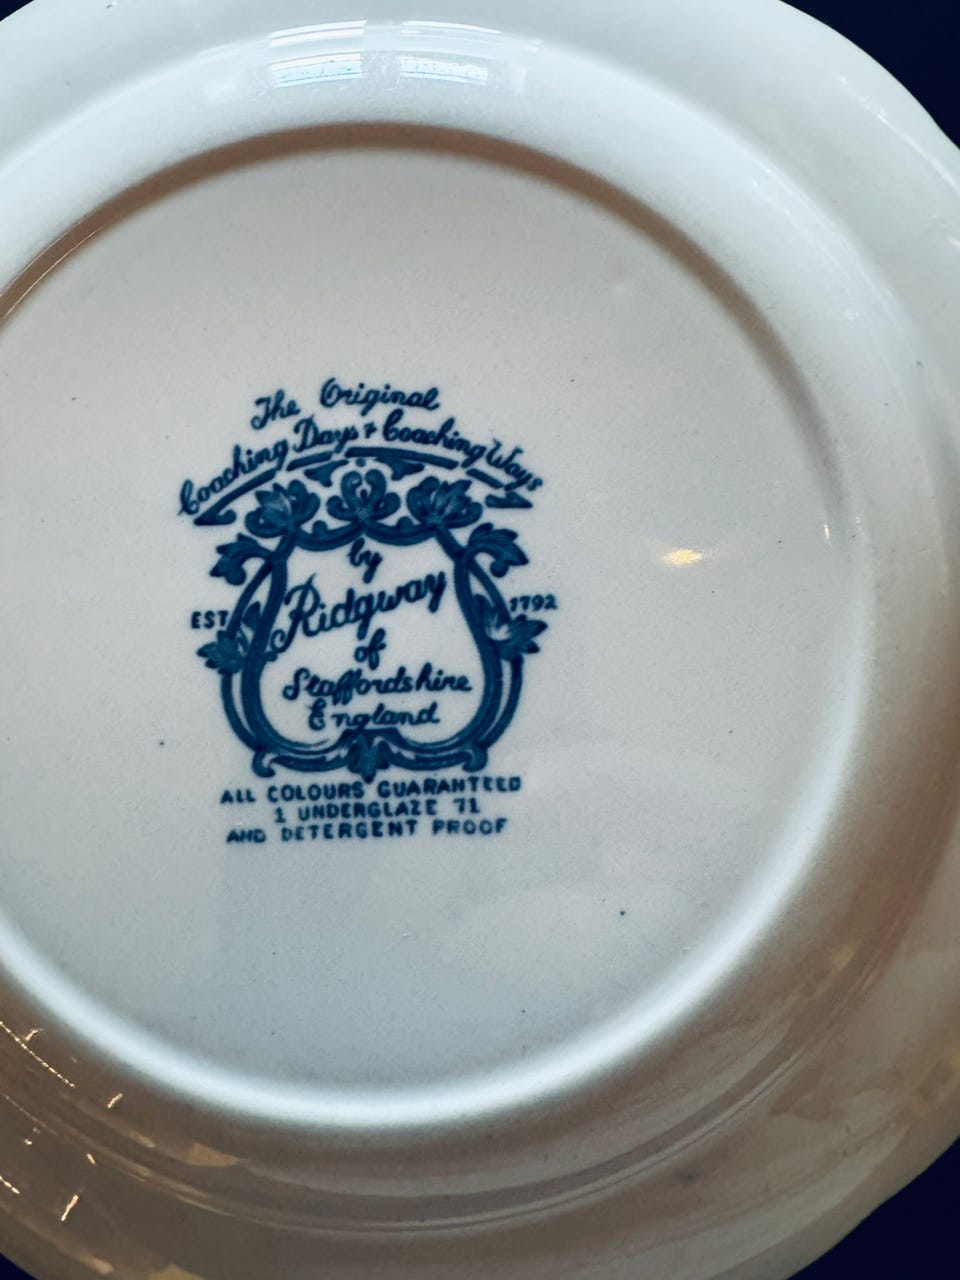 The Original
Coaching Days & Coaching Ways
by
Ridgway
EST 1792
of
Staffordshire
England
ALL COLOURS GUARANTEED
1 UNDERGLAZE 71
AND DETERGENT PROOF